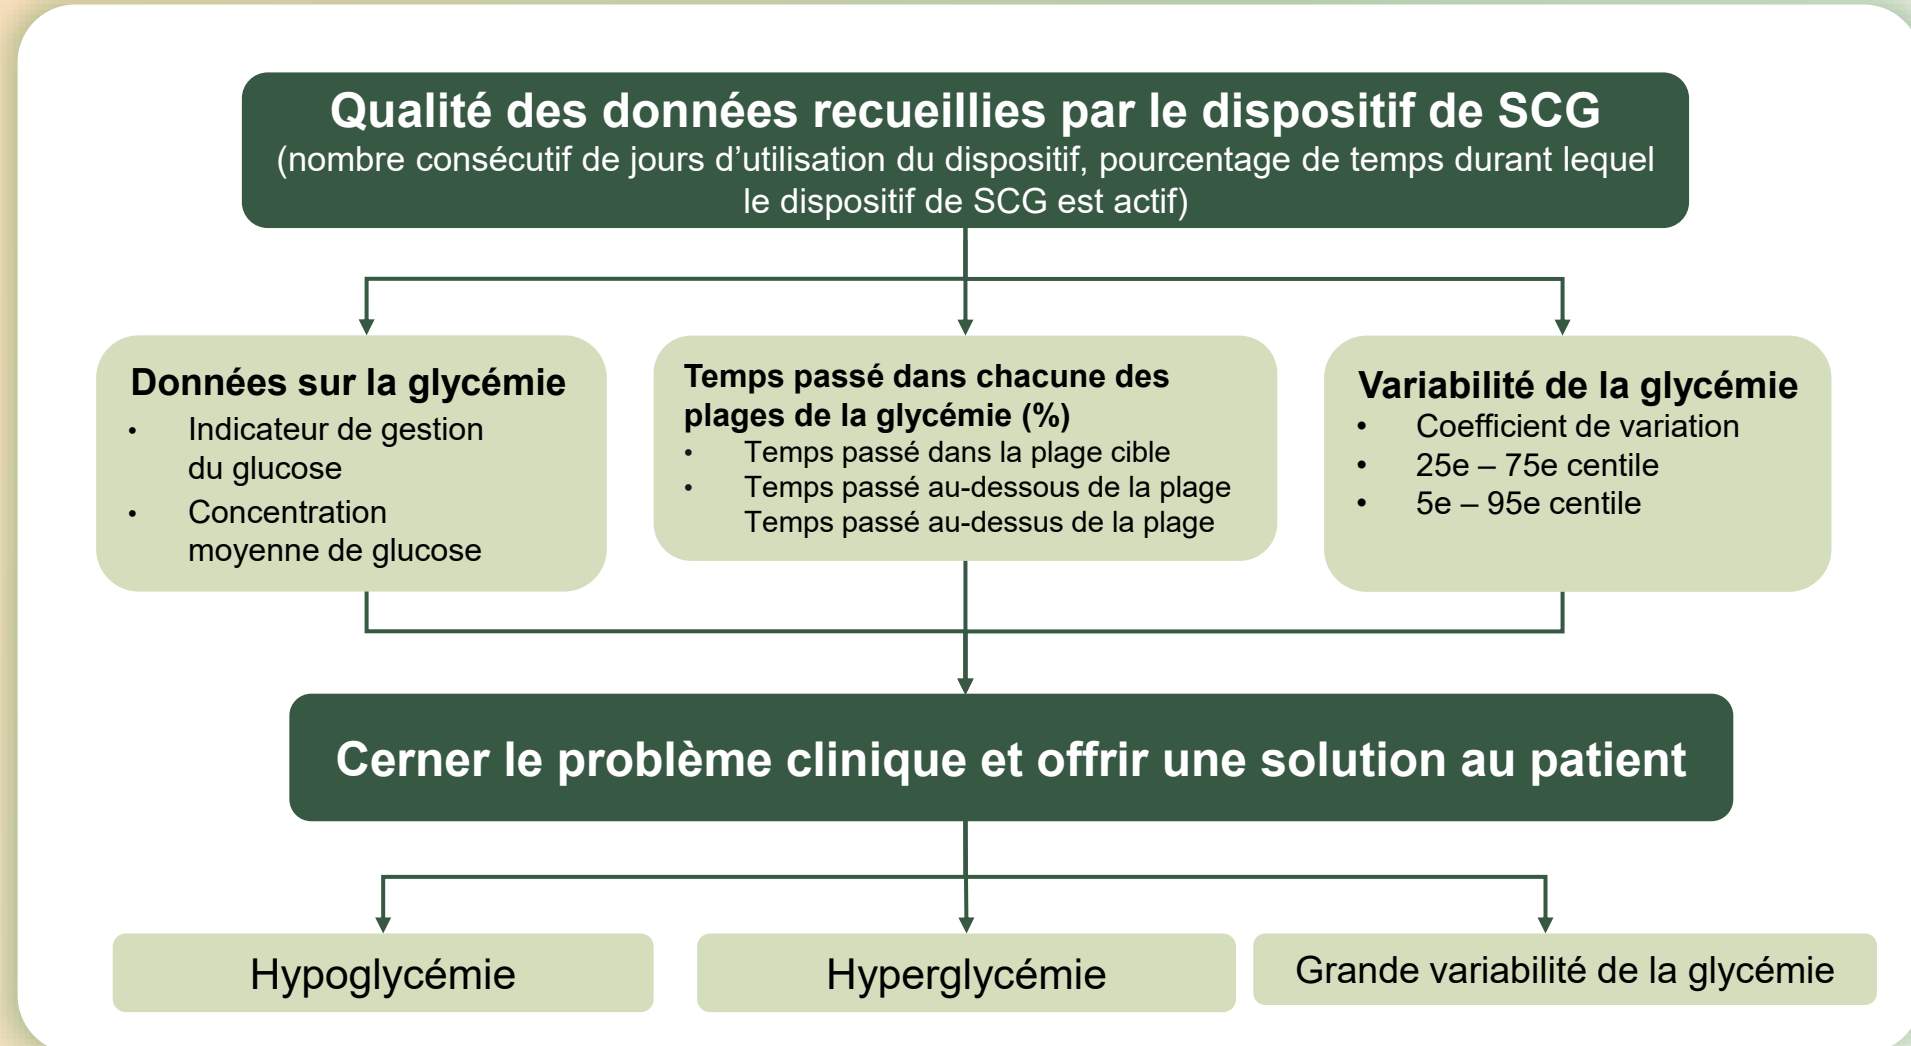 Qualité des données recueillies par le dispositif de SCG
(nombre consécutif de jours d’utilisation du dispositif, pourcentage de temps durant lequel
le dispositif de SCG est actif)
Données sur la glycémie
• Indicateur de gestion
du glucose
• Concentration
moyenne de glucose
Temps passé dans chacune des
plages de la glycémie (%)
• Temps passé dans la plage cible
• Temps passé au-dessous de la plage
Temps passé au-dessus de la plage
Variabilité de la glycémie
• Coefficient de variation
• 25e – 75e centile
• 5e – 95e centile
Cerner le problème clinique et offrir une solution au patient
Hypoglycémie
Hyperglycémie
Grande variabilité de la glycémie